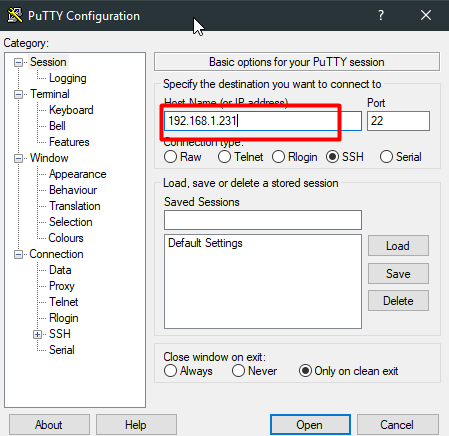 PuTTY Configuration
?
Category:
Session
Logging
Terminal
Keyboard
Bell
Features
Window
Appearance
Behaviour
Translation
Selection
Colours
Connection
Data
Proxy
Telnet
Rlogin
SSH
Serial
Basic options for your PuTTY session
Specify the destination you want to connect to
Host Name (or IP address) Port
192.168.1.231 22
Connection type:
Raw Telnet Rlogin SSH Serial
Load, save or delete a stored session
Saved Sessions
Default Settings
Load
Save
Delete
Close window on exit:
Always Never Only on clean exit
About Help Open Cancel